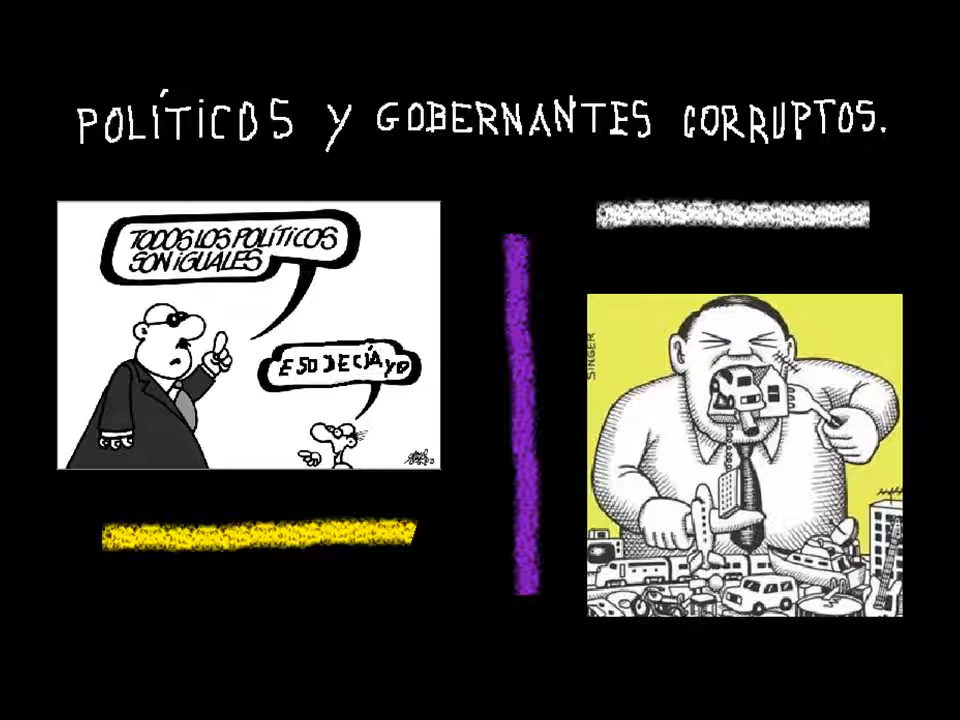 POLÍTICOS Y GOBERNANTES CORRUPTOS.
TODOS LOS POLÍTICOS
SON IGUALES
ESO DECÍA YO
SINGER